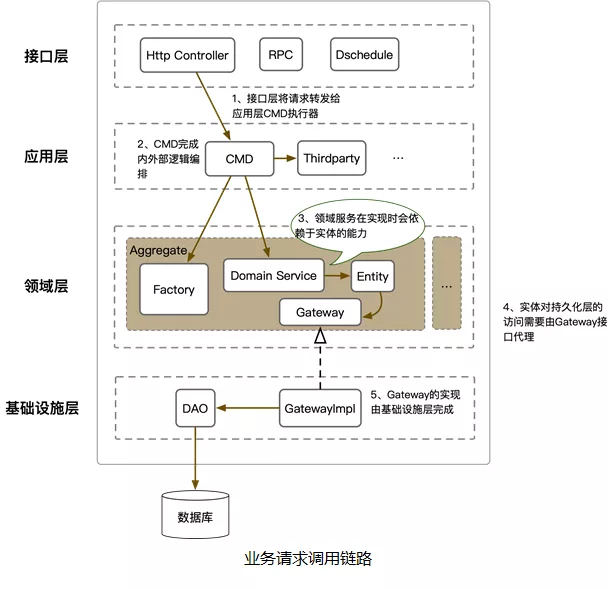 接口层
Http Controller
RPC
Dschedule
1、接口层将请求转发给
应用层CMD执行器
应用层
2、CMD完成
内外部逻辑编
排
CMD
Thirdparty
...
3、领域服务在实现时会依
赖于实体的能力
领域层
Aggregate
Factory
Domain Service
Entity
Gateway
...
4、实体对持久化层的
访问需要由Gateway接
口代理
基础设施层
DAO
GatewayImpl
5、Gateway的实现
由基础设施层完成
数据库
业务请求调用链路